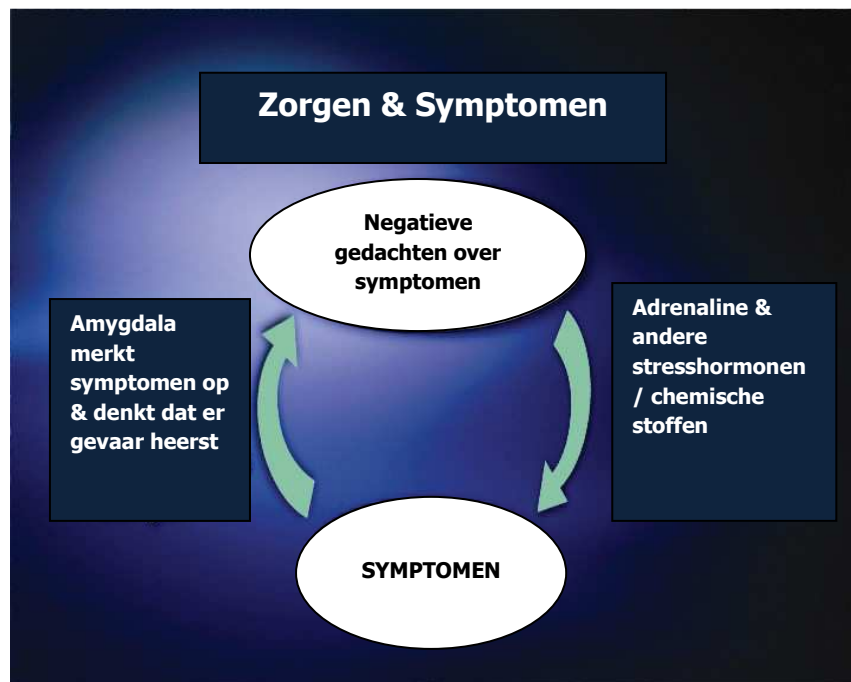 Zorgen & Symptomen
Negatieve
gedachten over
symptomen
Amygdala
merkt
symptomen op
& denkt dat er
gevaar heerst
Adrenaline &
andere
stresshormonen
/ chemische
stoffen
SYMPTOMEN